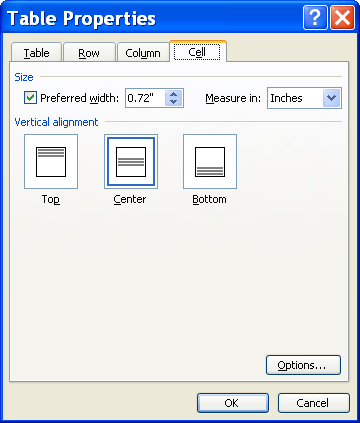 Table Properties
Table Row Column Cell
Size
Preferred width: 0.72" Measure in: Inches
Vertical alignment
Top Center Bottom
Options...
OK Cancel